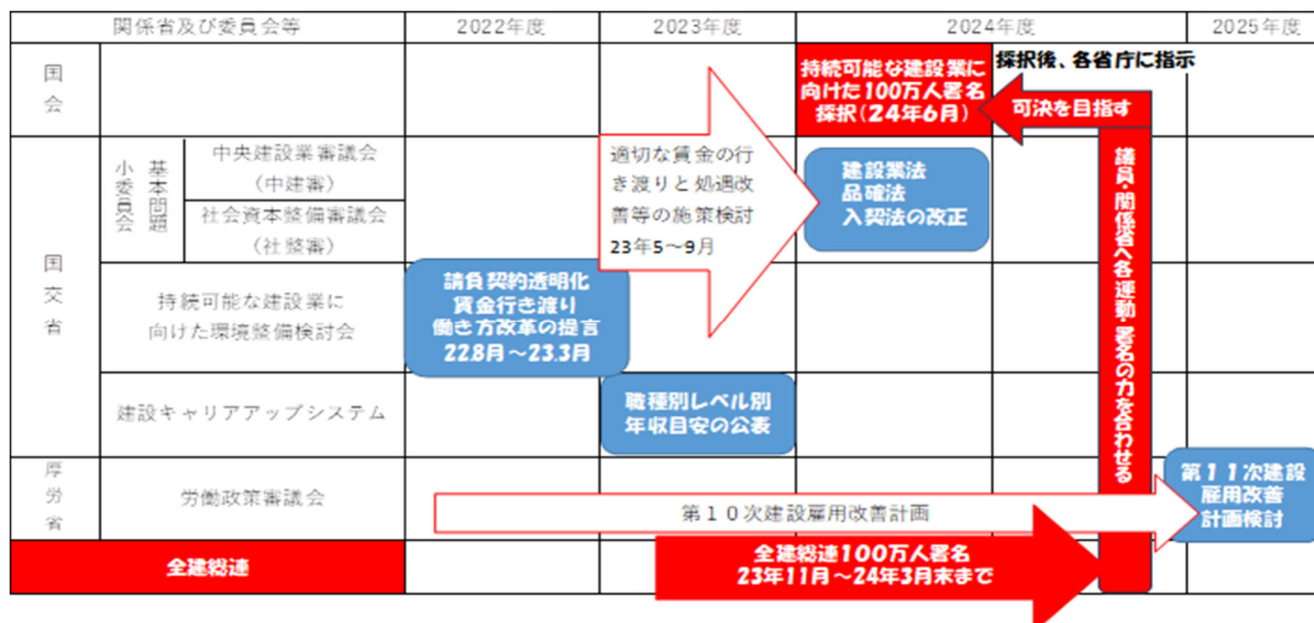 関係省及び委員会等
2022年度
2023年度
2024年度
2025年度
国会
持続可能な建設業に
向けた100万人署名
採択(24年6月)
採択後、各省庁に指示
可決を目指す
国交省
基本問題
小委員会
中央建設業審議会
(中建審)
社会資本整備審議会
(社整審)
適切な賃金の行
き渡りと処遇改
善等の施策検討
23年5～9月
建設業法
品確法
入契法の改正
議員・関係省へ各運動・署名の力を合わせる
持続可能な建設業に
向けた環境整備検討会
請負契約透明化
賃金行き渡り
働き方改革の提言
22.8月～23.3月
建設キャリアアップシステム
職種別レベル別
年収目安の公表
厚労省
労働政策審議会
第１０次建設雇用改善計画
第１１次建設
雇用改善
計画検討
全建総連
全建総連100万人署名
23年11月～24年3月末まで